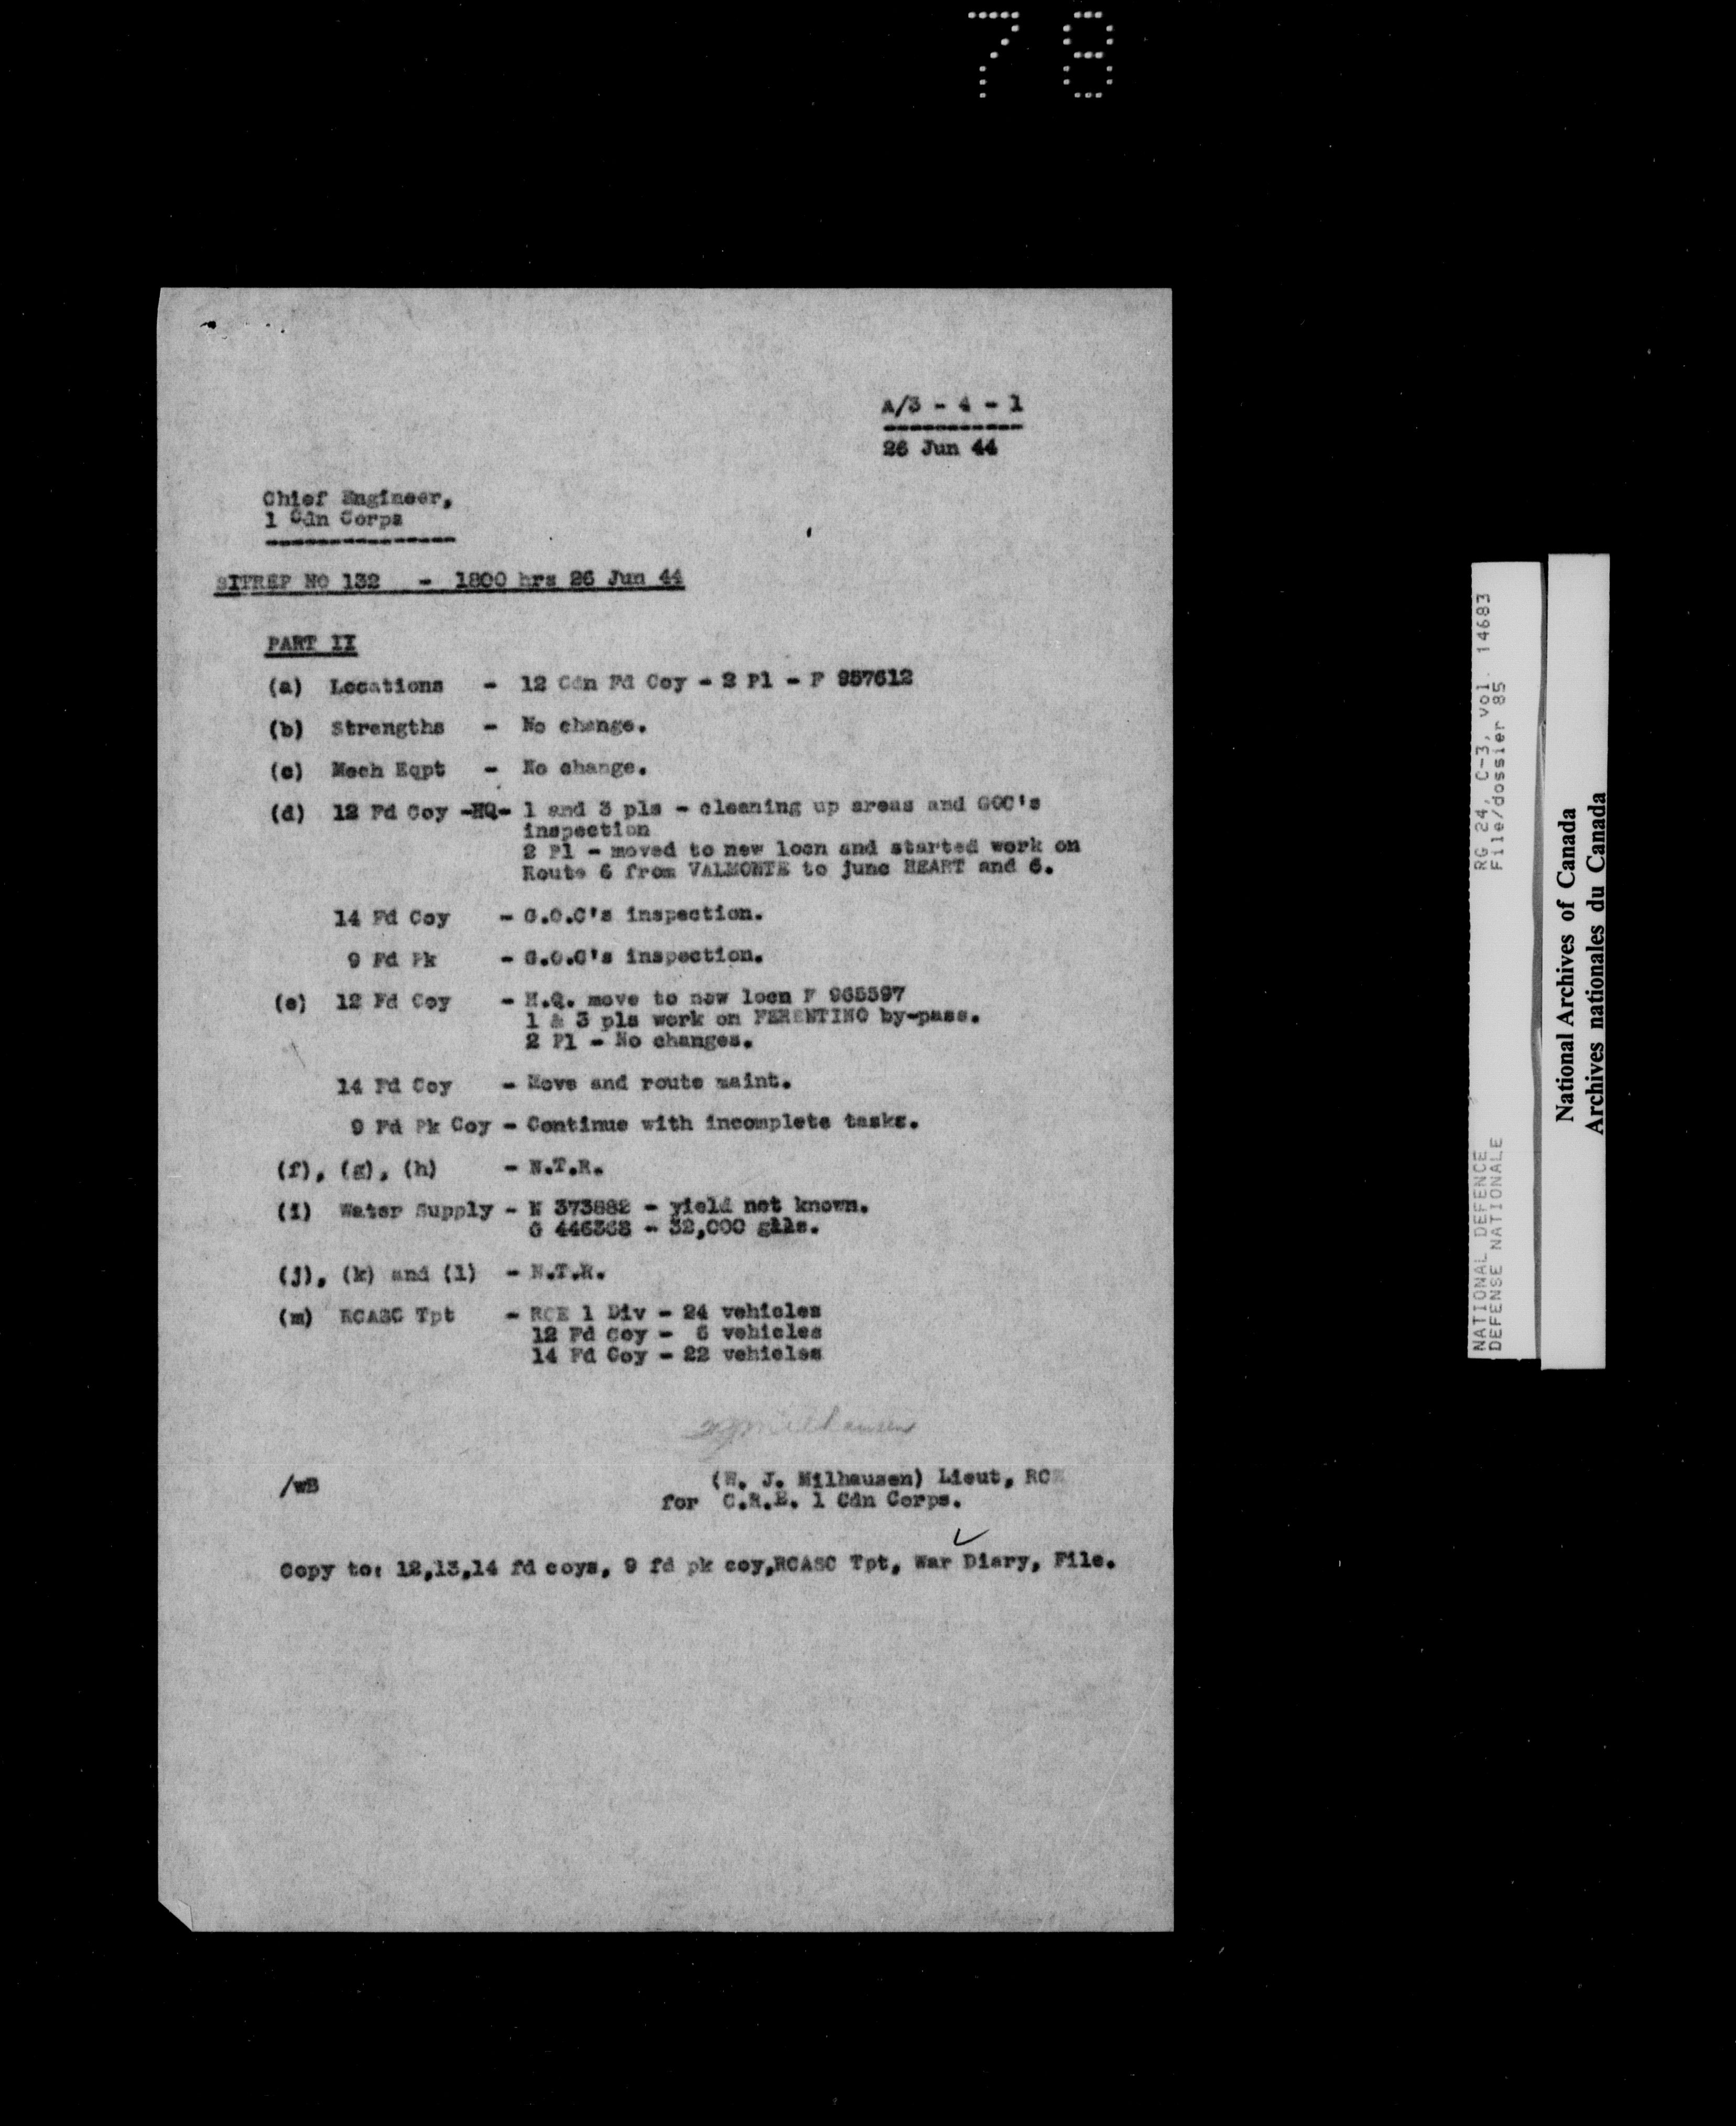 78
A/3 - 4 - 1
26 Jun 44
Chief Engineer,
1 Cdn Corps
SITREP NO 132 - 1800 hrs 26 Jun 44
PART II
(a) Locations - 12 Cdn Fd Coy - 2 Pl - F 957612
(b) Strengths - No change.
(c) Mech Eqpt - No change.
(d) 12 Fd Coy -HQ- 1 and 3 pls - cleaning up areas and GOC's
inspection
2 Pl - moved to new locn and started work on
Route 6 from VALMONTE to junc HEART and 6.
14 Fd Coy - G.O.C's inspection.
9 Fd Pk - G.O.C's inspection.
(e) 12 Fd Coy - H.Q. move to new locn F 965597
1 & 3 pls work on FERENTINO by-pass.
2 Pl - No changes.
14 Fd Coy - Move and route maint.
9 Fd Pk Coy - Continue with incomplete tasks.
(f), (g), (h) - N.T.R.
(i) Water Supply - N 373882 - yield not known.
G 446368 - 32,000 glls.
(j), (k) and (l) - N.T.R.
(m) RCASC Tpt - RCE 1 Div - 24 vehicles
12 Fd Coy - 6 vehicles
14 Fd Coy - 22 vehicles
/WB
J. Milhausen) Lieut, RCE
for C.R.E. 1 Cdn Corps.
Copy to: 12,13,14 fd coys, 9 fd pk coy,RCASC Tpt, War Diary, File.
NATIONAL DEFENCE RG 24, C-3, vol. 14683
DEFENSE NATIONALE File/dossier 85
National Archives of Canada
Archives nationales du Canada